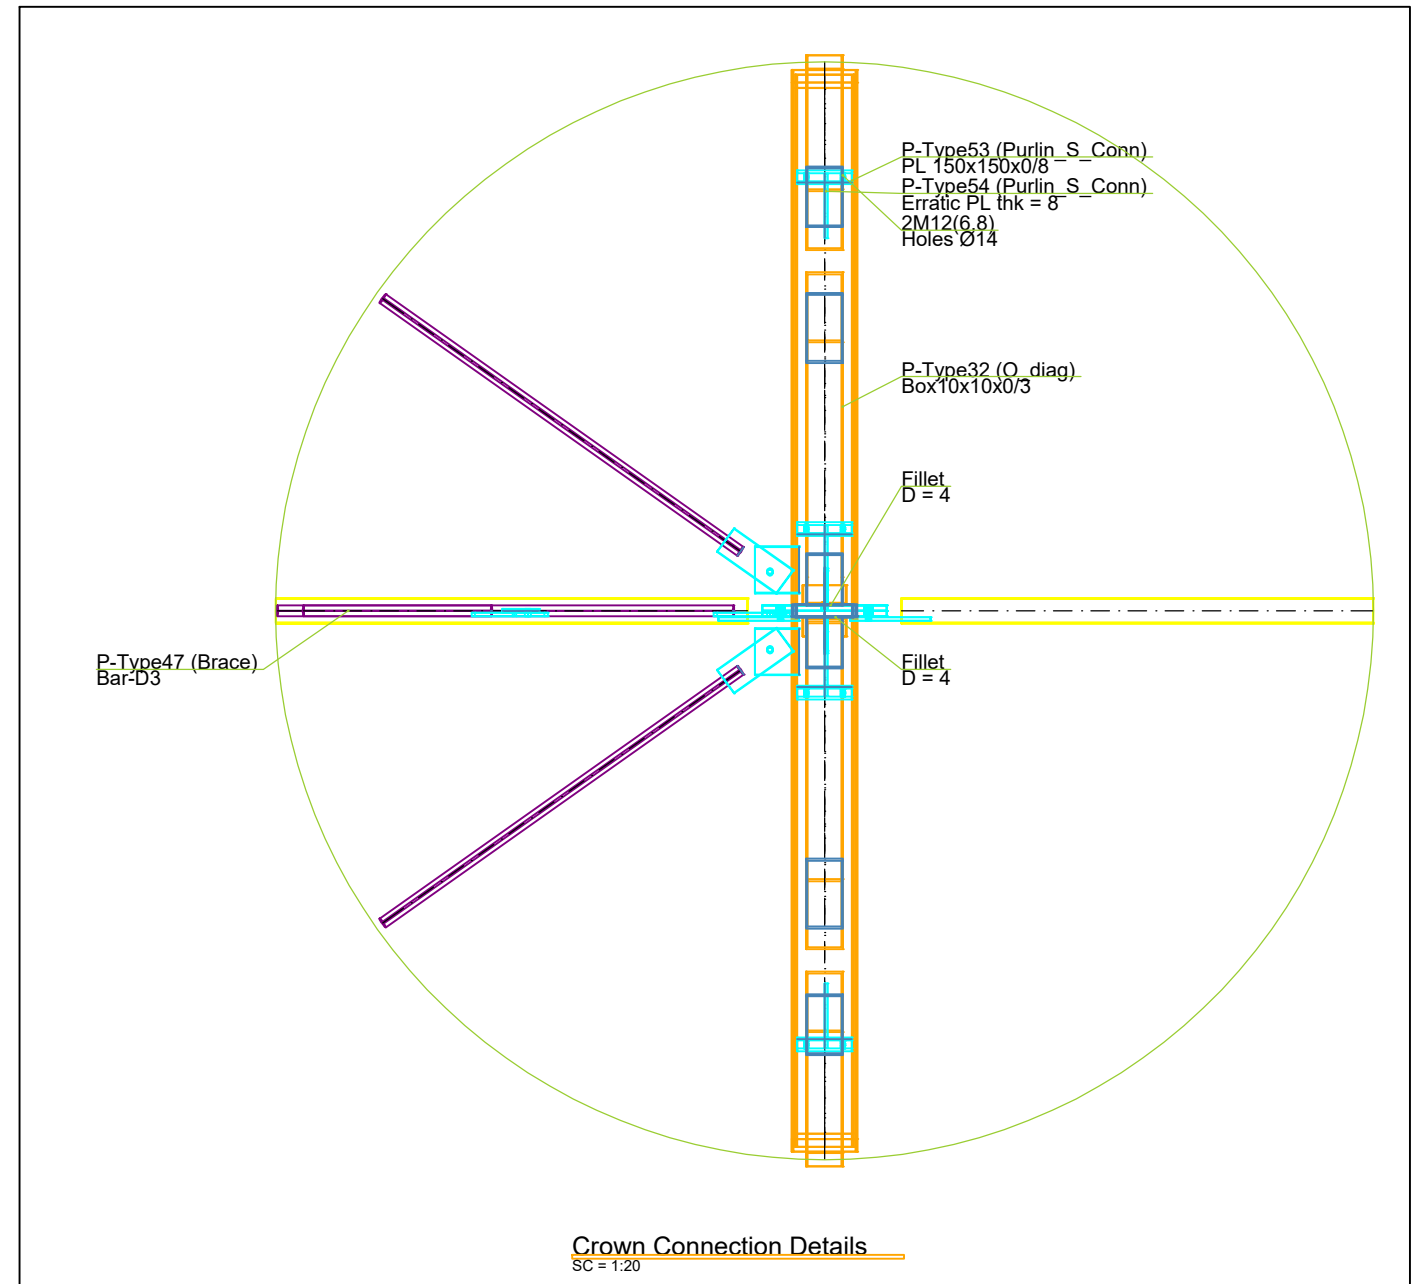 P-Type53 (Purlin_S_Conn)
PL 150x150x0/8
P-Type54 (Purlin_S_Conn)
Erratic PL thk = 8
2M12(6,8)
Holes Ø14
P-Type32 (O_diag)
Box10x10x0/3
Fillet
D = 4
P-Type47 (Brace)
Bar-D3
Fillet
D = 4
Crown Connection Details
SC = 1:20